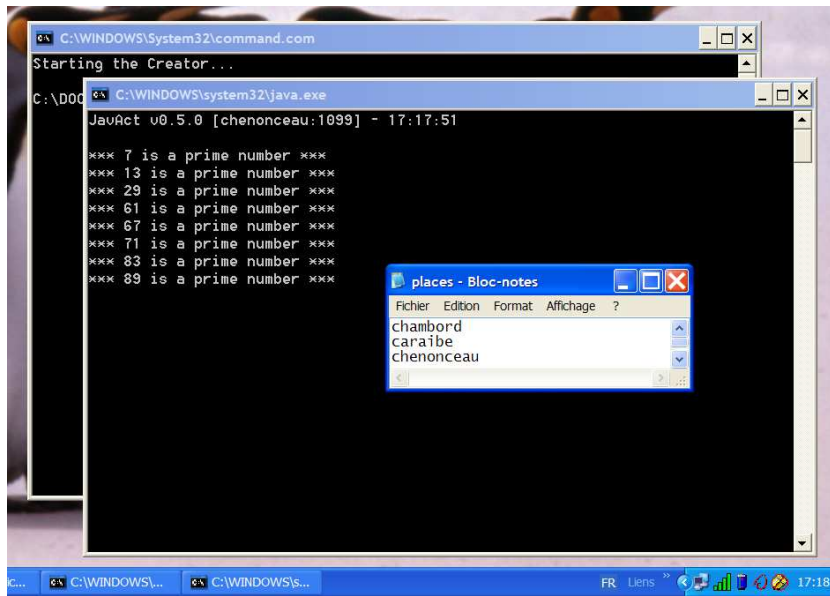 C:\WINDOWS\System32\command.com
Starting the Creator...
C:\DOC
C:\WINDOWS\system32\java.exe
JavAct v0.5.0 [chenonceau:1099] - 17:17:51
*** 7 is a prime number ***
*** 13 is a prime number ***
*** 29 is a prime number ***
*** 61 is a prime number ***
*** 67 is a prime number ***
*** 71 is a prime number ***
*** 83 is a prime number ***
*** 89 is a prime number ***
places - Bloc-notes
Fichier Edition Format Affichage ?
chambord
caraibe
chenonceau
ic... C:\WINDOWS\... C:\WINDOWS\s... FR Liens » 17:18